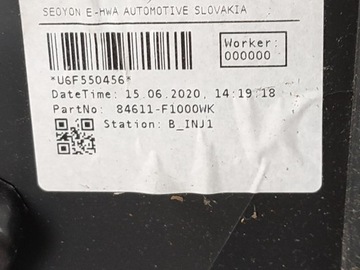 SEOYON E-HWA AUTOMOTIVE SLOVAKIA
Worker:
000000
*U6F550456*
DateTime: 15.06.2020, 14:19:18
PartNo: 84611-F1000WK
Station: B_INJ1